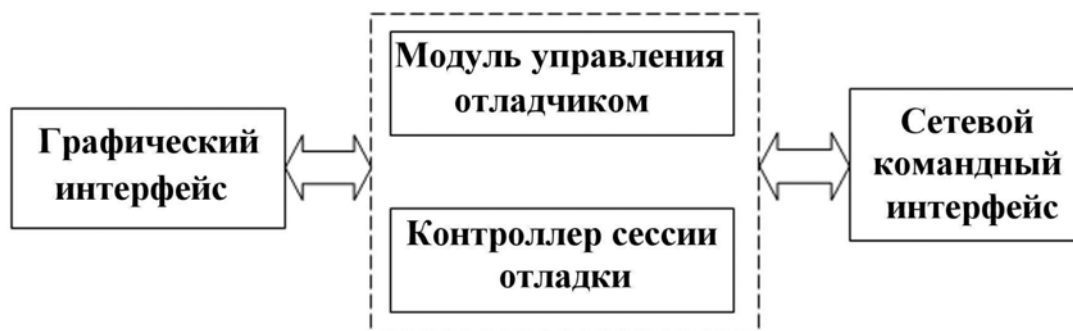 Графический
интерфейс
Модуль управления
отладчиком
Контроллер сессии
отладки
Сетевой
командный
интерфейс